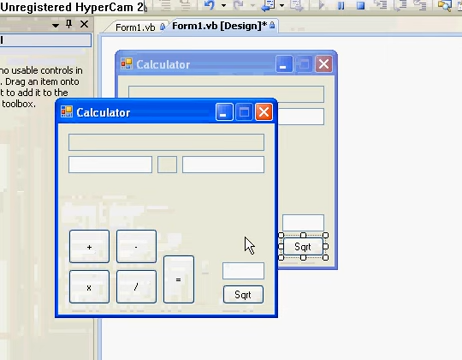 Unregistered HyperCam 2
Form1.vb Form1.vb [Design]*
no usable controls in
. Drag an item onto
t to add it to the
toolbox.
Calculator
Sqrt
Calculator
+ -
x / =
Sqrt